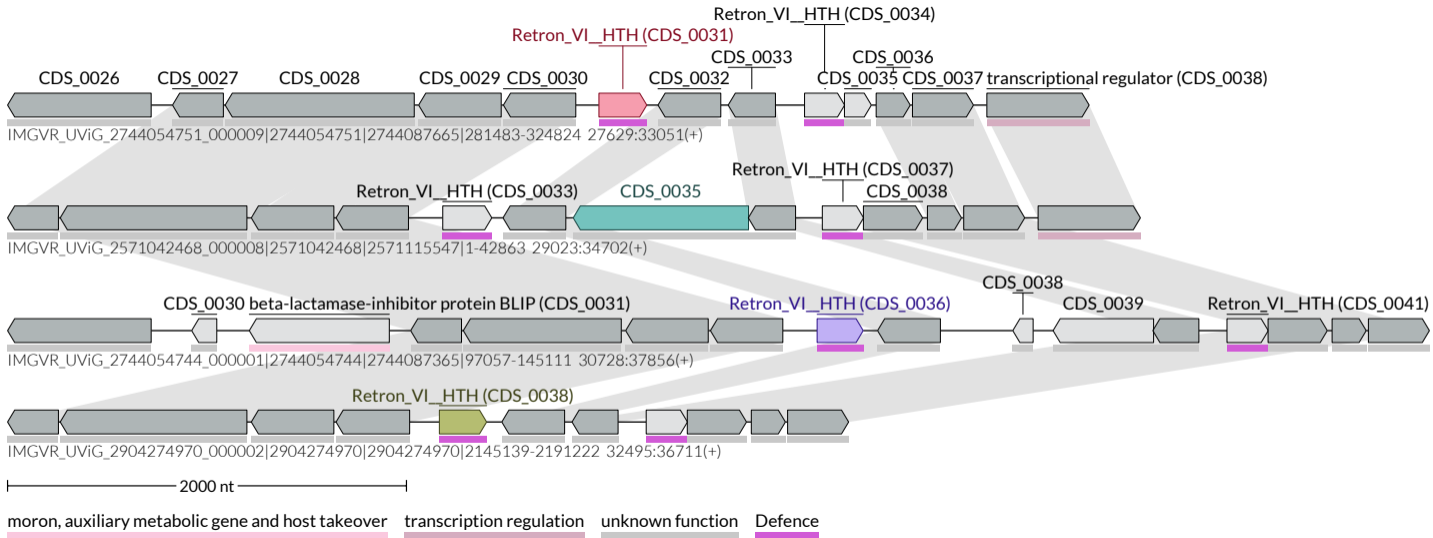 Retron_VI__HTH (CDS_0034)
Retron_VI__HTH (CDS_0031)
CDS_0033 CDS_0036
CDS_0026 CDS_0027 CDS_0028 CDS_0029 CDS_0030 CDS_0032 CDS_0035 CDS_0037 transcriptional regulator (CDS_0038)
IMGVR_UViG_2744054751_000009|2744054751|2744087665|281483-324824 27629:33051(+)
Retron_VI__HTH (CDS_0037)
Retron_VI__HTH (CDS_0033) CDS_0035 CDS_0038
IMGVR_UViG_2571042468_000008|2571042468|2571115547|1-42863 29023:34702(+)
CDS_0038
CDS_0030 beta-lactamase-inhibitor protein BLIP (CDS_0031) Retron_VI__HTH (CDS_0036) CDS_0039 Retron_VI__HTH (CDS_0041)
IMGVR_UViG_2744054744_000001|2744054744|2744087365|97057-145111 30728:37856(+)
Retron_VI__HTH (CDS_0038)
IMGVR_UViG_2904274970_000002|2904274970|2904274970|2145139-2191222 32495:36711(+)
2000 nt
moron, auxiliary metabolic gene and host takeover transcription regulation unknown function Defence